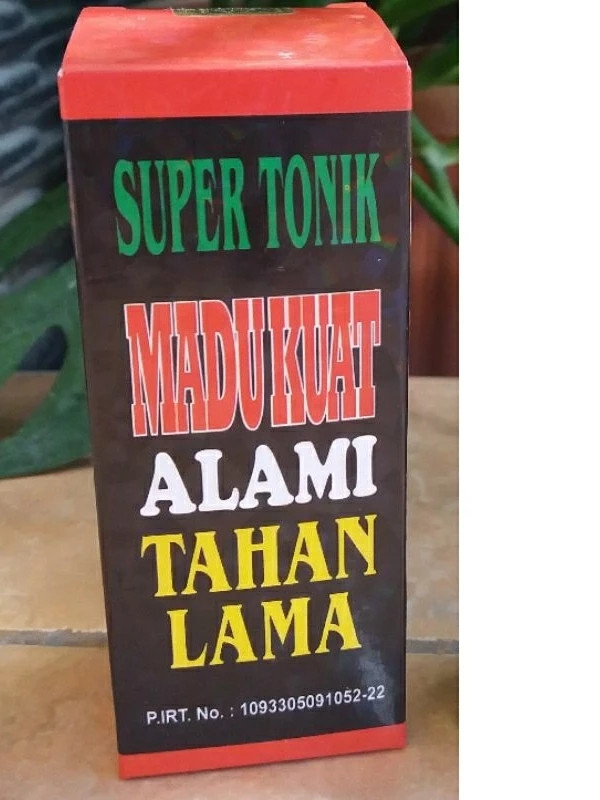 SUPER TONIK
MADU KUAT
ALAMI
TAHAN
LAMA
P.IRT. No. : 1093305091052-22